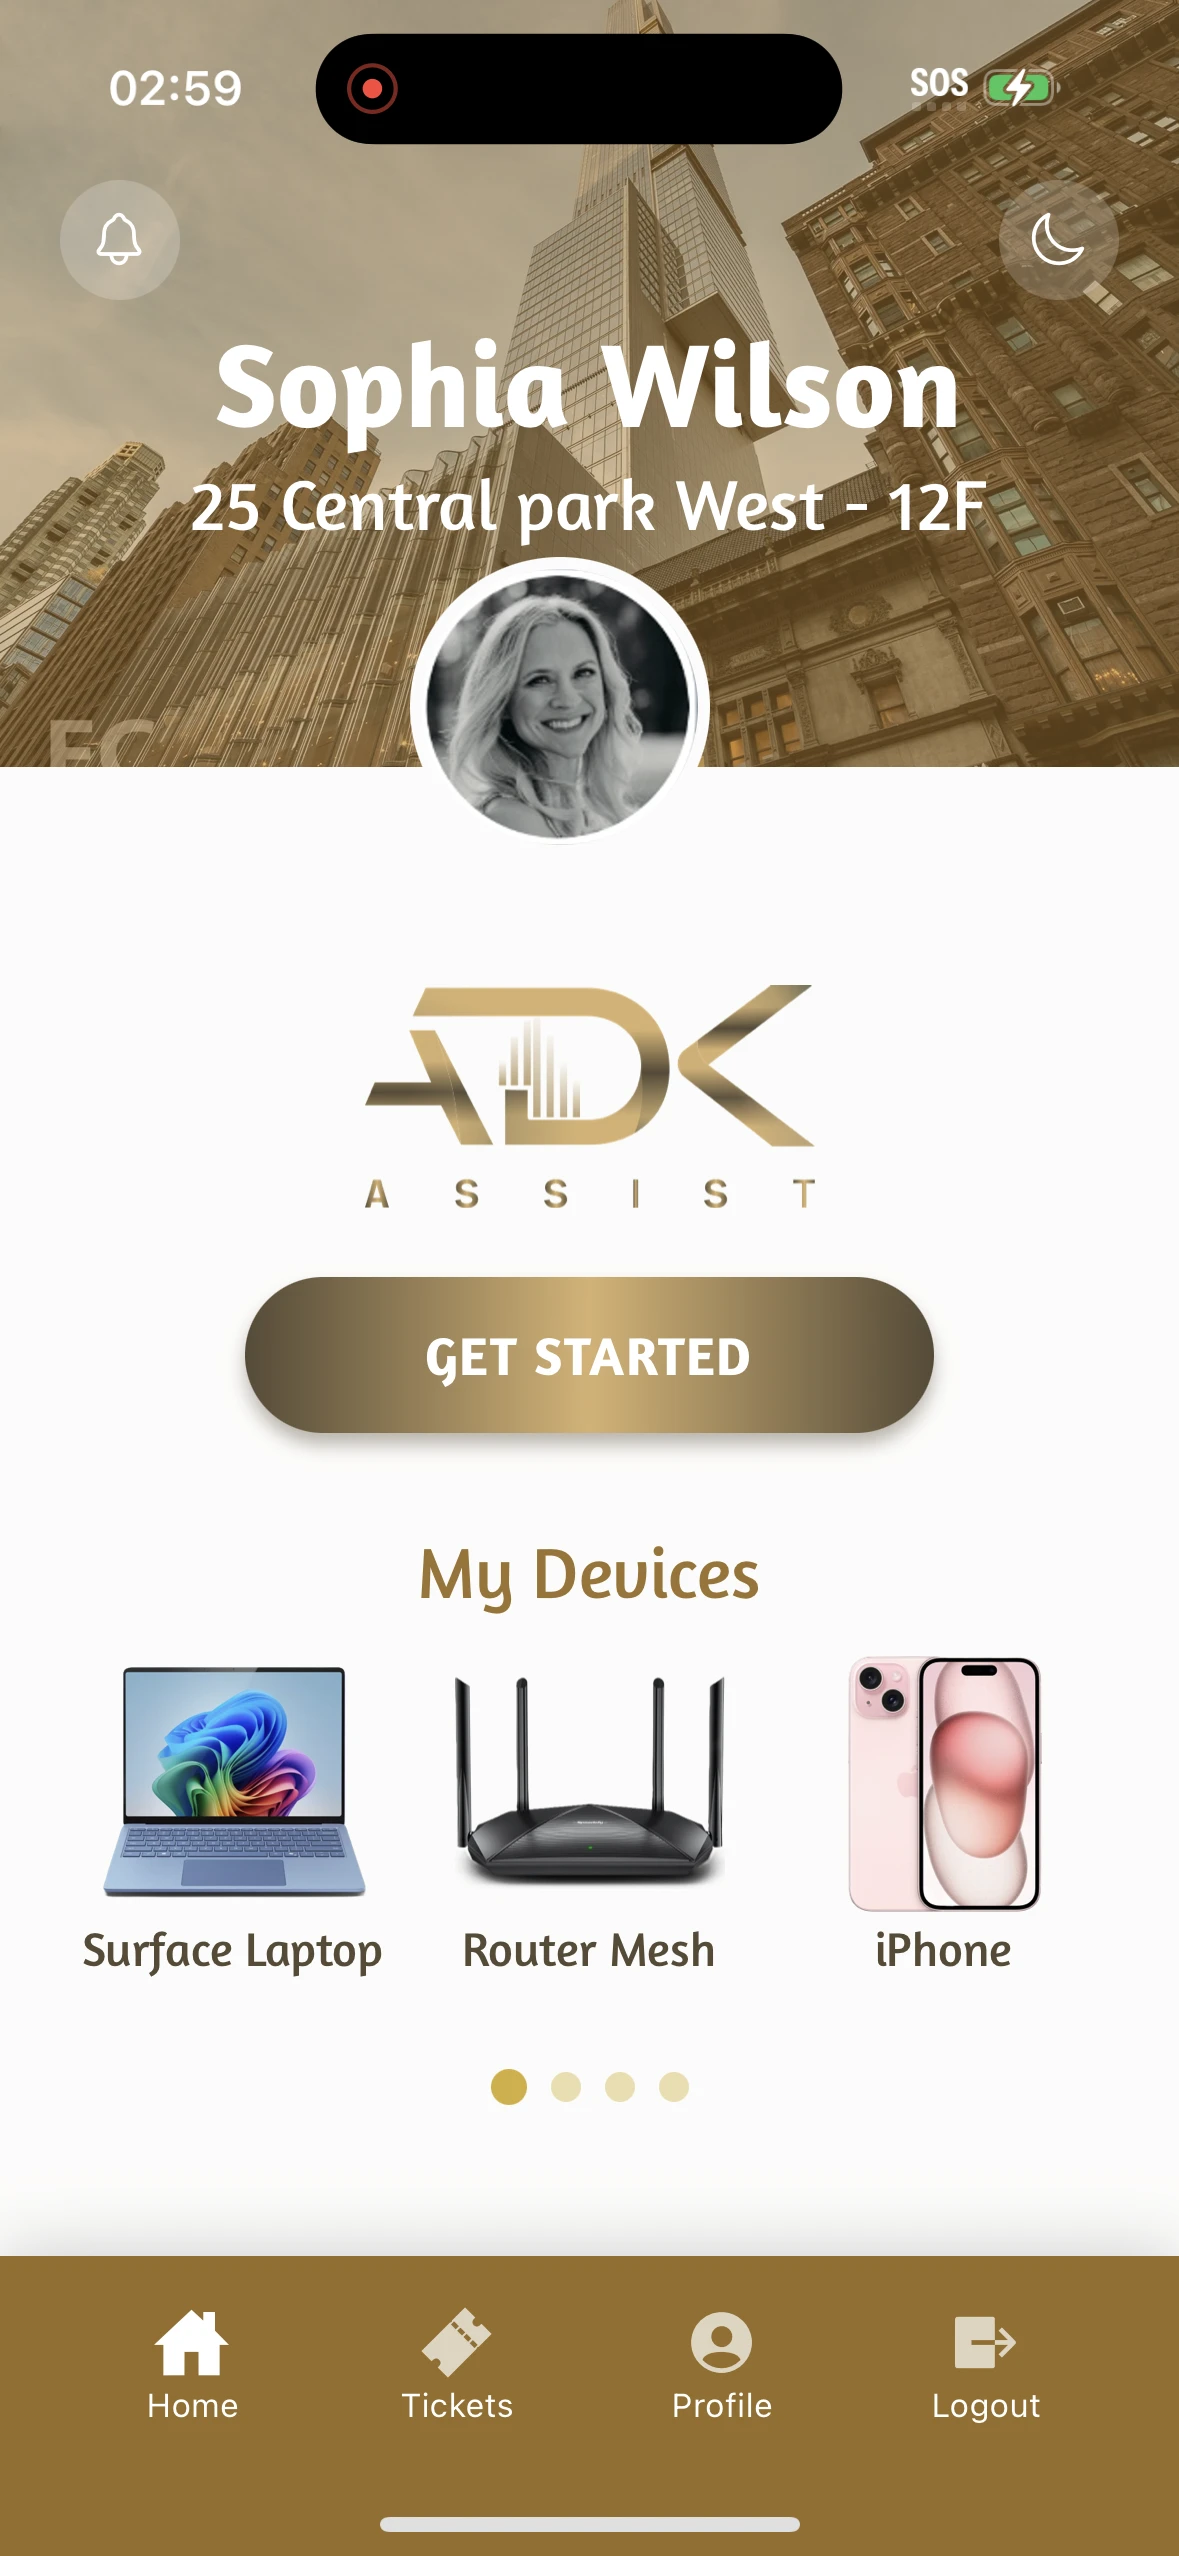 02:59
SOS
Sophia Wilson
25 Central park West - 12F
ADK
ASSIST
GET STARTED
My Devices
Surface Laptop
Router Mesh
iPhone
Home
Tickets
Profile
Logout